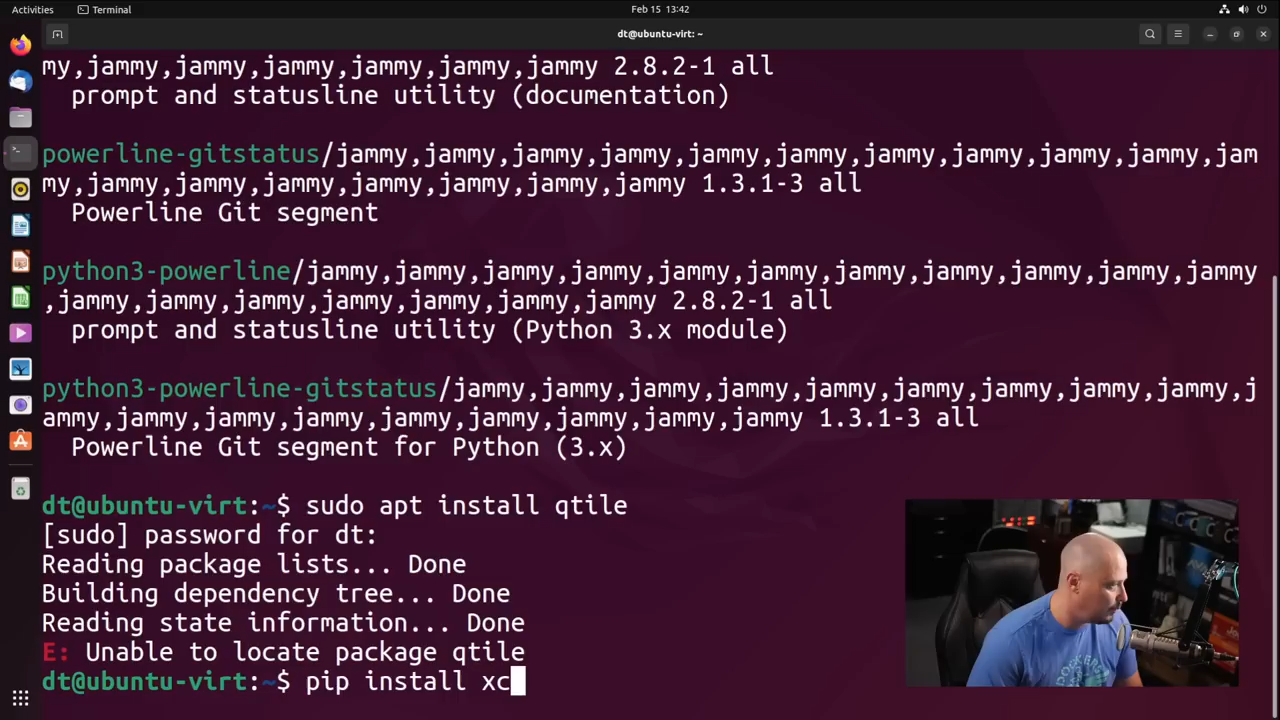 Activities
Terminal
Feb 15 13:42
dt@ubuntu-virt: ~
my,jammy,jammy,jammy,jammy,jammy,jammy 2.8.2-1 all
prompt and statusline utility (documentation)
powerline-gitstatus/jammy,jammy,jammy,jammy,jammy,jammy,jammy,jammy,jammy,jammy,jam
my,jammy,jammy,jammy,jammy,jammy,jammy,jammy 1.3.1-3 all
Powerline Git segment
python3-powerline/jammy,jammy,jammy,jammy,jammy,jammy,jammy,jammy,jammy,jammy,jammy
,jammy,jammy,jammy,jammy,jammy,jammy,jammy 2.8.2-1 all
prompt and statusline utility (Python 3.x module)
python3-powerline-gitstatus/jammy,jammy,jammy,jammy,jammy,jammy,jammy,jammy,jammy,j
ammy,jammy,jammy,jammy,jammy,jammy,jammy,jammy,jammy 1.3.1-3 all
Powerline Git segment for Python (3.x)
dt@ubuntu-virt:~$ sudo apt install qtile
[sudo] password for dt:
Reading package lists... Done
Building dependency tree... Done
Reading state information... Done
E: Unable to locate package qtile
dt@ubuntu-virt:~$ pip install xc